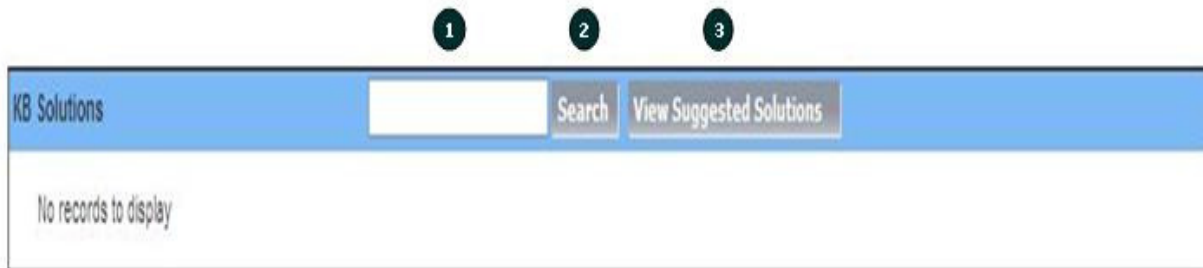 1 2 3
KB Solutions Search View Suggested Solutions
No records to display